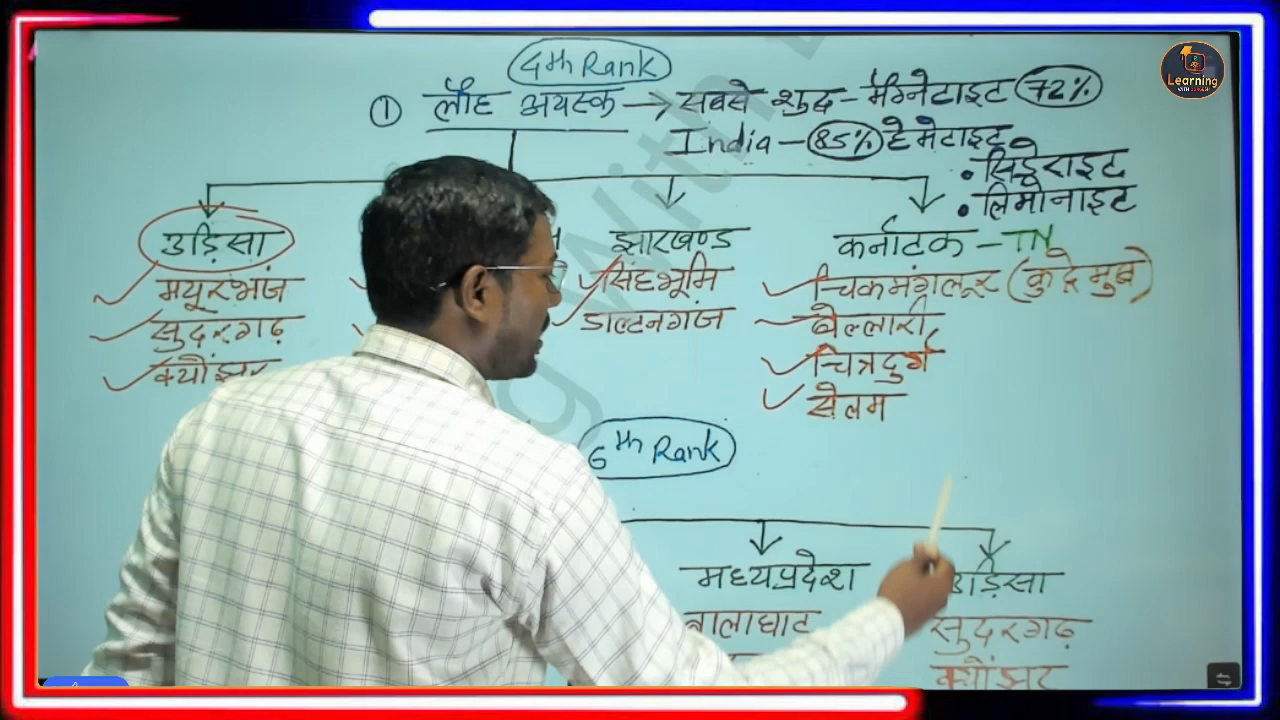 4th Rank
① लौह अयस्क → सबसे शुद्ध - मैग्नेटाइट 72%
India - 85% हेमेटाइट
• सिडेराइट
• लिमोनाइट
उड़िसा
मयूरभंज
सुदरगढ़
क्योंझर
झारखण्ड
सिंहभूमि
डाल्टनगंज
कर्नाटक - TN
चिकमंगलूर (कुद्रेमुख)
बेल्लारी
चित्रदुर्ग
सेलम
6th Rank
मध्यप्रदेश
बालाघाट
उड़िसा
सुदरगढ़
क्योंझर
Learning